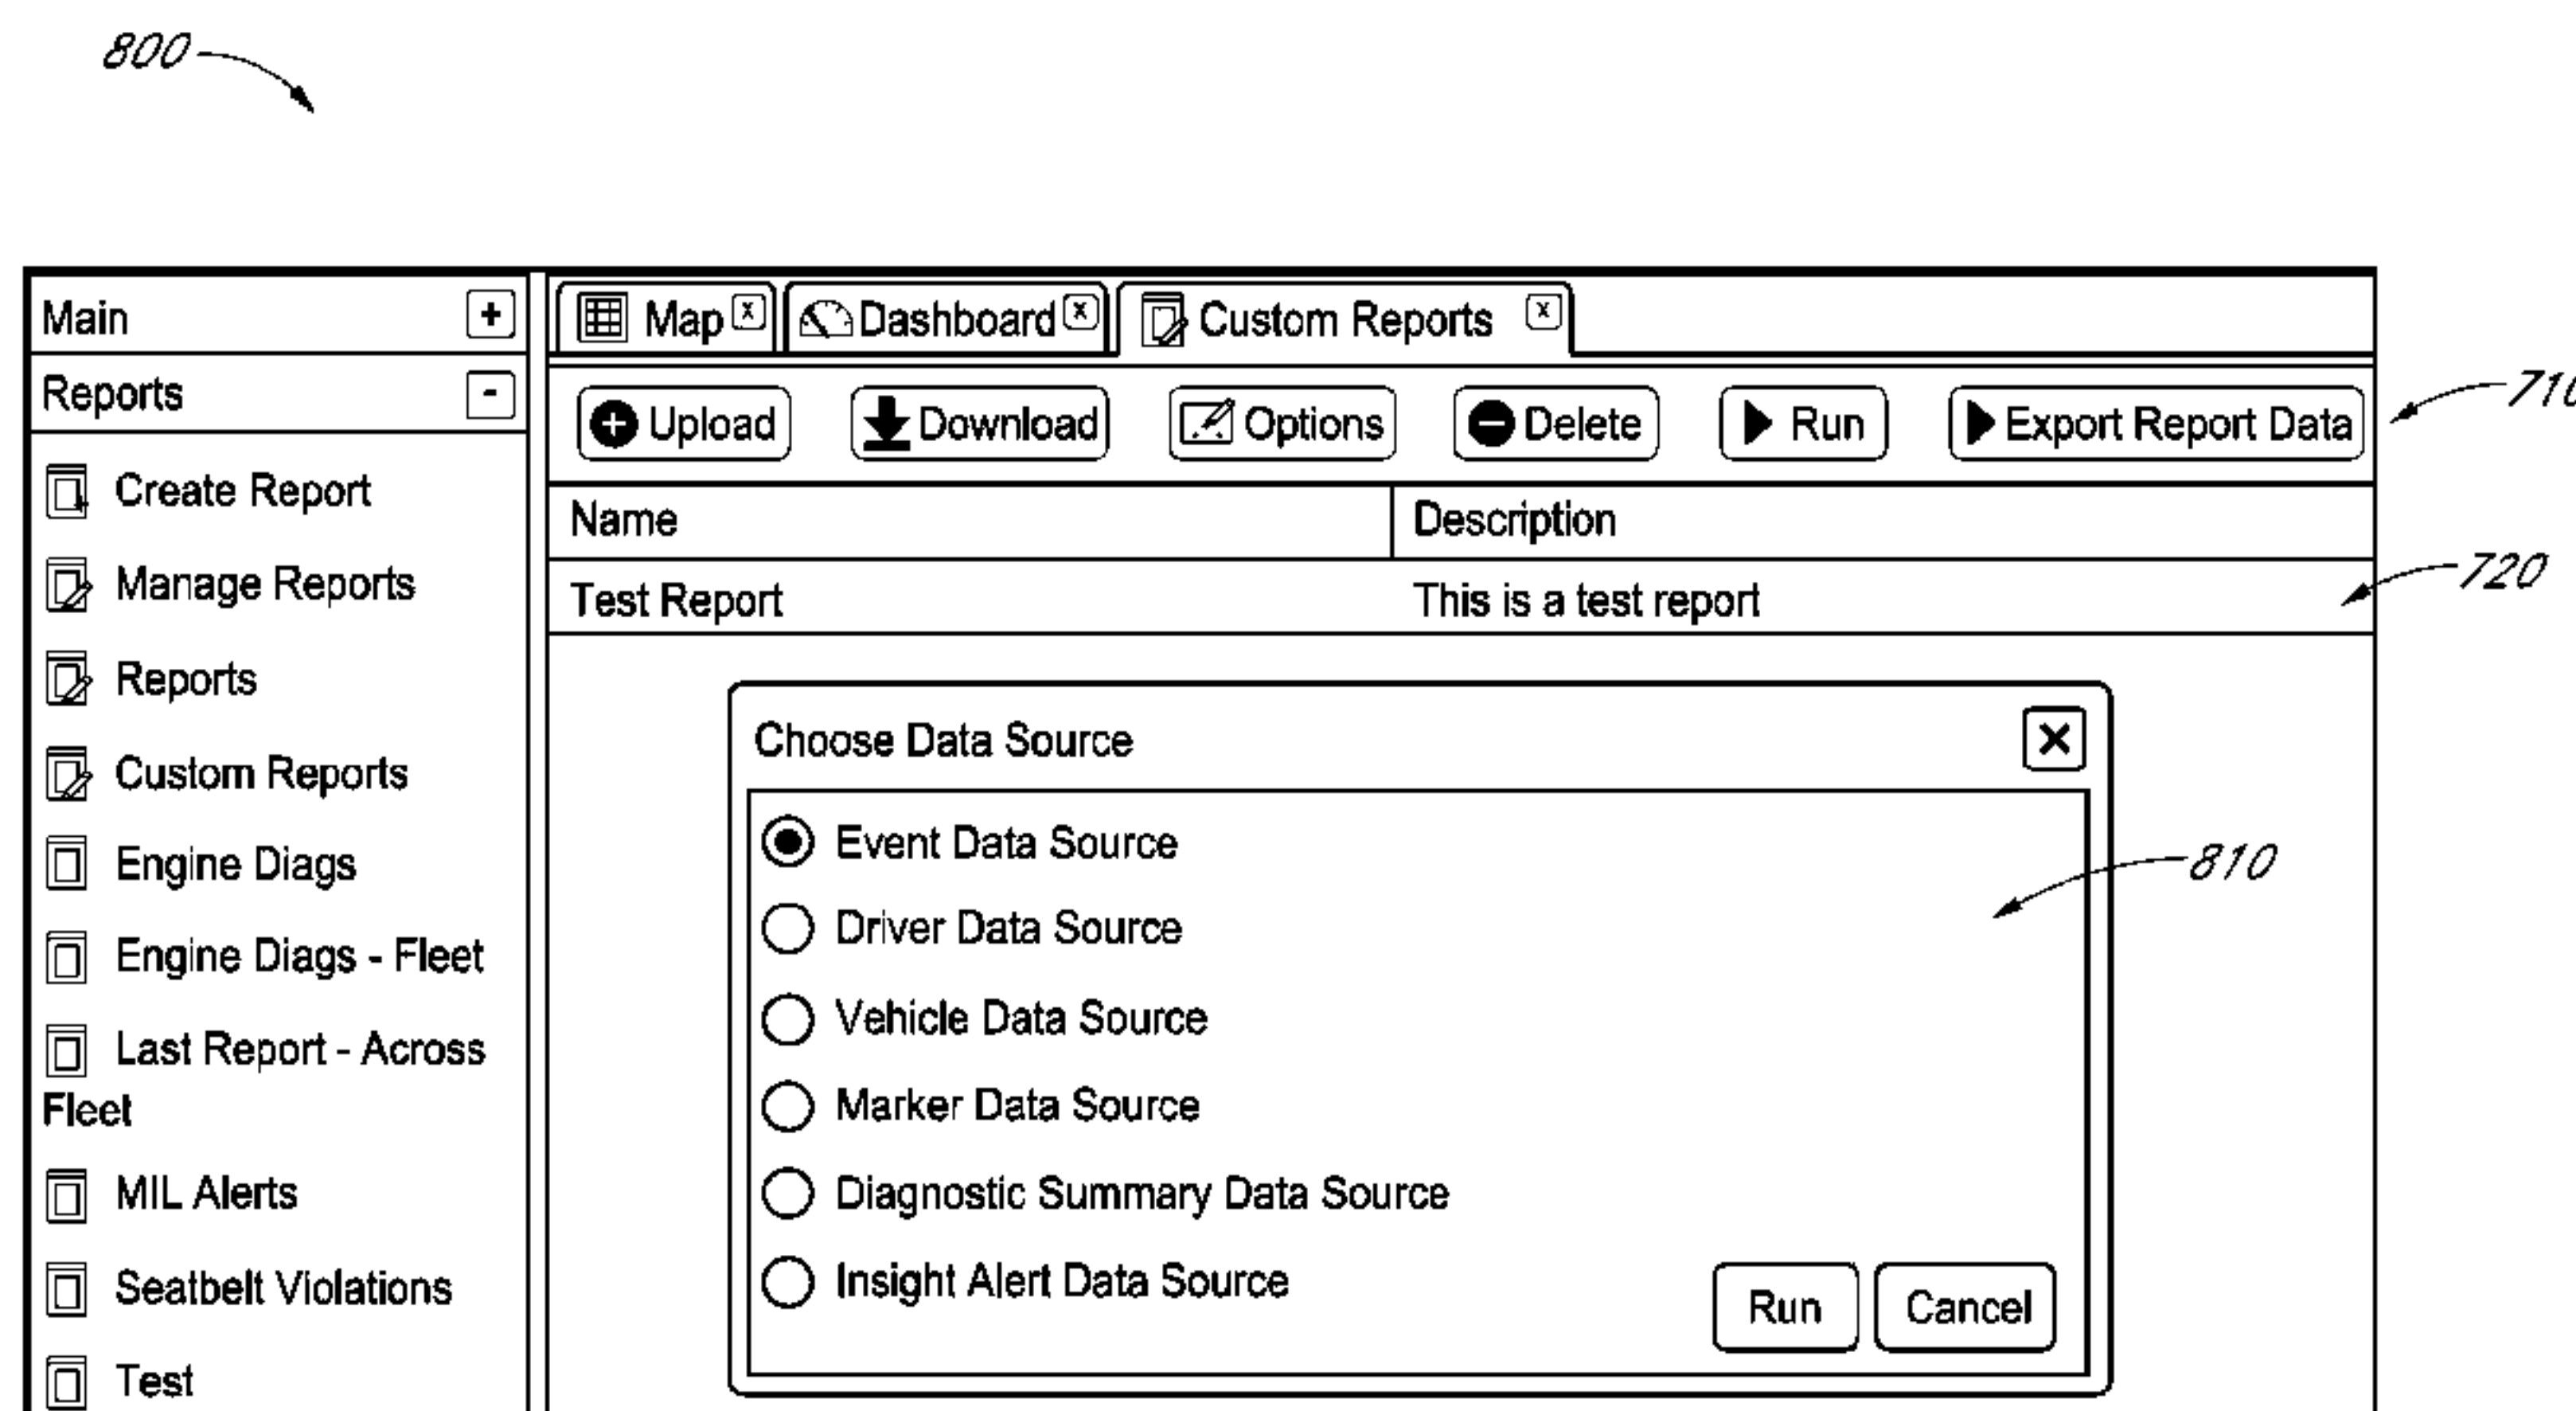 800
Main +
Reports -
Create Report
Manage Reports
Reports
Custom Reports
Engine Diags
Engine Diags - Fleet
Last Report - Across
Fleet
MIL Alerts
Seatbelt Violations
Test
Map x Dashboard x Custom Reports x
Upload Download Options Delete Run Export Report Data
710
Name Description
Test Report This is a test report
720
Choose Data Source X
Event Data Source
Driver Data Source
Vehicle Data Source
Marker Data Source
Diagnostic Summary Data Source
Insight Alert Data Source
810
Run Cancel